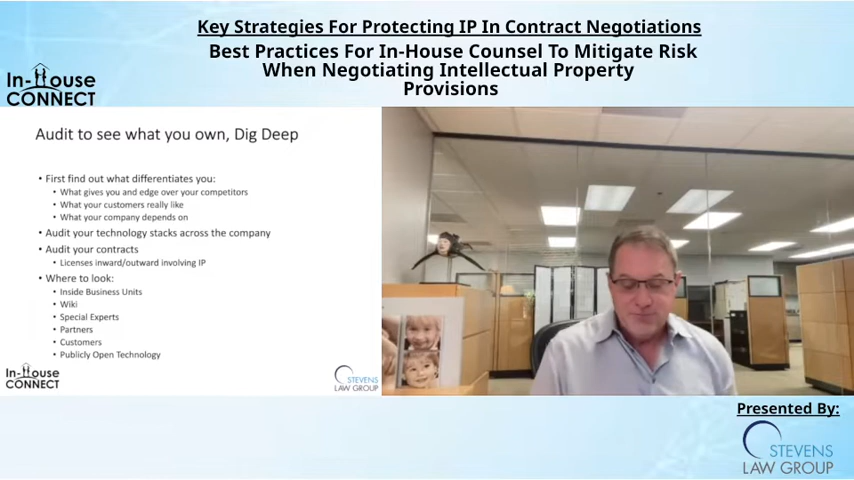 Key Strategies For Protecting IP In Contract Negotiations
Best Practices For In-House Counsel To Mitigate Risk
When Negotiating Intellectual Property
Provisions
In-House
CONNECT
Audit to see what you own, Dig Deep
• First find out what differentiates you:
• What gives you and edge over your competitors
• What your customers really like
• What your company depends on
• Audit your technology stacks across the company
• Audit your contracts
• Licenses inward/outward involving IP
• Where to look:
• Inside Business Units
• Wiki
• Special Experts
• Partners
• Customers
• Publicly Open Technology
In-House
CONNECT
STEVENS
LAW GROUP
Presented By:
STEVENS
LAW GROUP